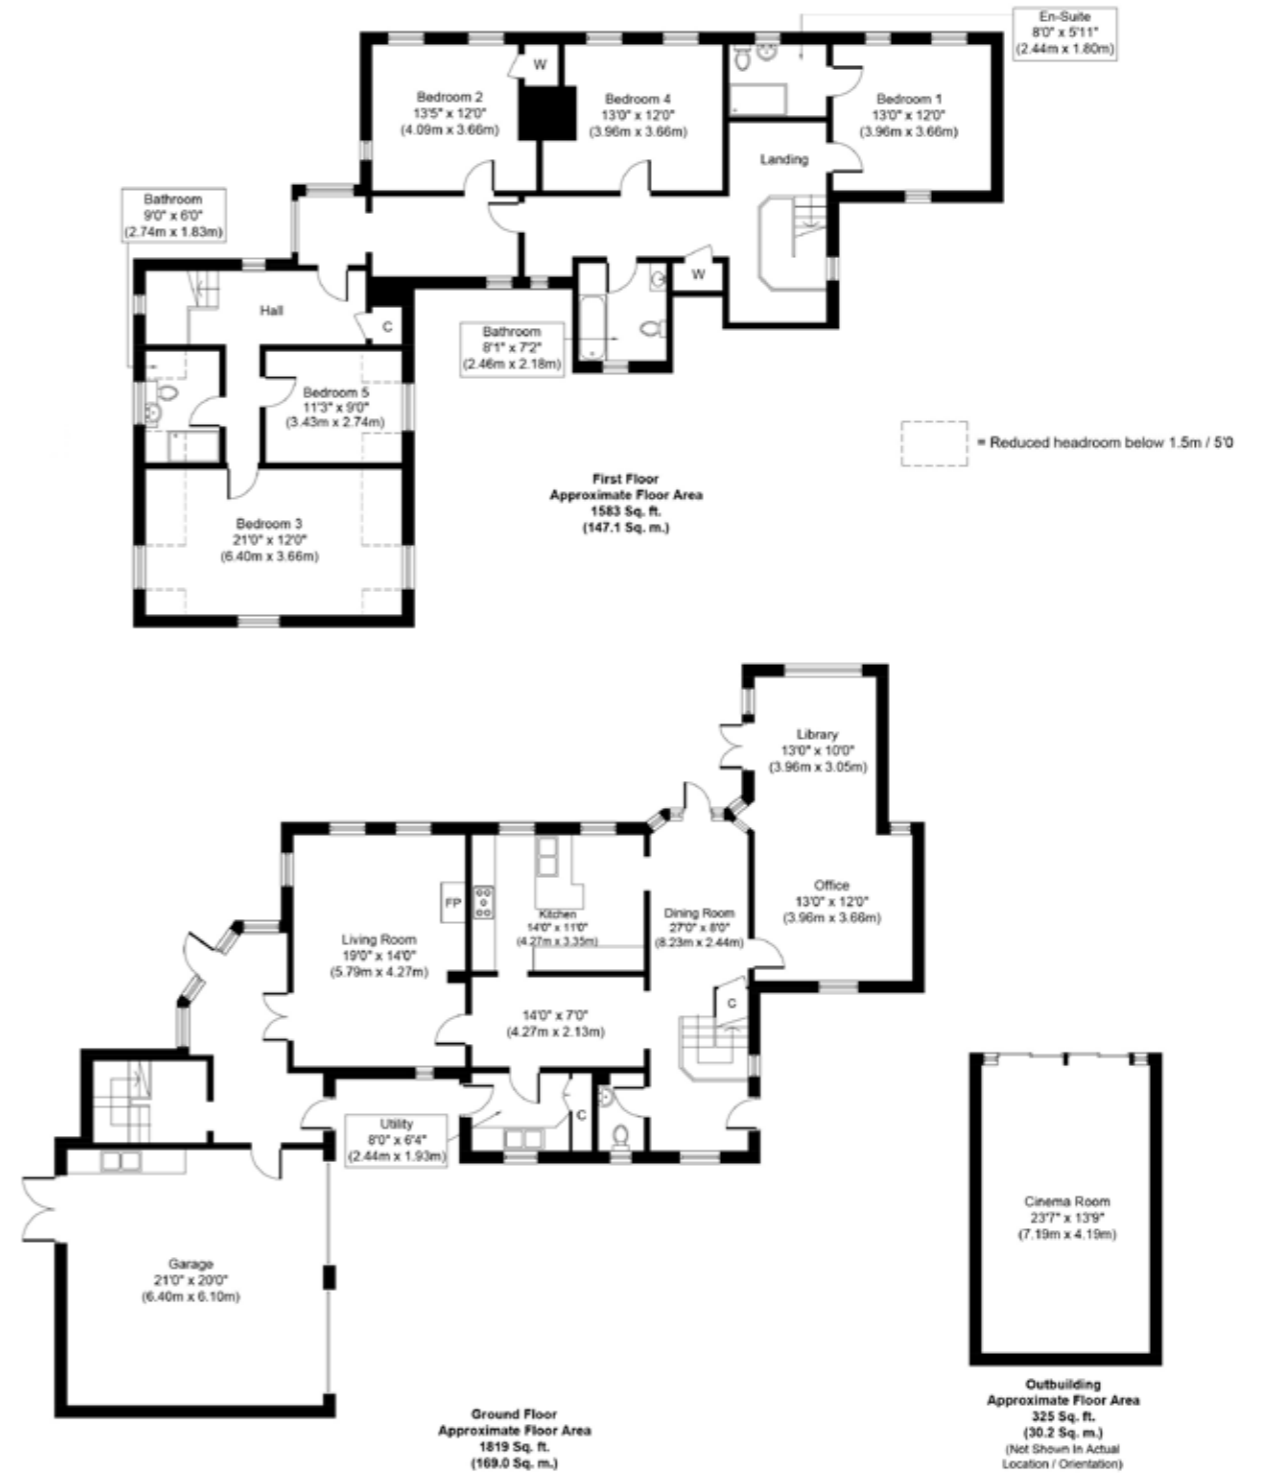 En-Suite
8'0" x 5'11"
(2.44m x 1.80m)
W
Bedroom 2
13'5" x 12'0"
(4.09m x 3.66m)
Bedroom 4
13'0" x 12'0"
(3.96m x 3.66m)
Bedroom 1
13'0" x 12'0"
(3.96m x 3.66m)
Landing
Bathroom
9'0" x 6'0"
(2.74m x 1.83m)
W
Hall
C
Bathroom
8'1" x 7'2"
(2.46m x 2.18m)
Bedroom 5
11'3" x 9'0"
(3.43m x 2.74m)
= Reduced headroom below 1.5m / 5'0
First Floor
Approximate Floor Area
1583 Sq. ft.
(147.1 Sq. m.)
Bedroom 3
21'0" x 12'0"
(6.40m x 3.66m)
Library
13'0" x 10'0"
(3.96m x 3.05m)
Office
13'0" x 12'0"
(3.96m x 3.66m)
FP
Kitchen
14'0" x 11'0"
(4.27m x 3.35m)
Dining Room
27'0" x 8'0"
(8.23m x 2.44m)
Living Room
19'0" x 14'0"
(5.79m x 4.27m)
C
14'0" x 7'0"
(4.27m x 2.13m)
Utility
8'0" x 6'4"
(2.44m x 1.93m)
C
Cinema Room
23'7" x 13'9"
(7.19m x 4.19m)
Garage
21'0" x 20'0"
(6.40m x 6.10m)
Ground Floor
Approximate Floor Area
1819 Sq. ft.
(169.0 Sq. m.)
Outbuilding
Approximate Floor Area
325 Sq. ft.
(30.2 Sq. m.)
(Not Shown In Actual
Location / Orientation)